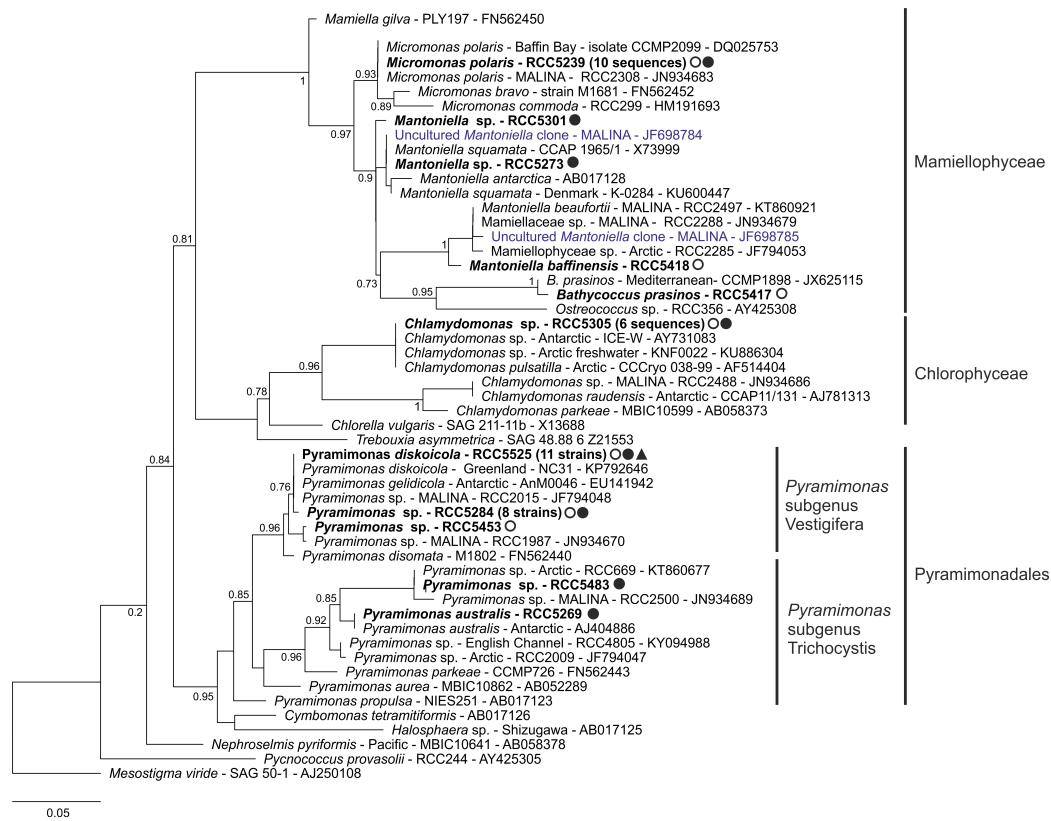 Mamiella gilva - PLY197 - FN562450
Micromonas polaris - Baffin Bay - isolate CCMP2099 - DQ025753
0.93
Micromonas polaris - RCC5239 (10 sequences)
Micromonas polaris - MALINA - RCC2308 - JN934683
1
Micromonas bravo - strain M1681 - FN562452
0.89
Micromonas commoda - RCC299 - HM191693
Mantoniella sp. - RCC5301
0.97
Uncultured Mantoniella clone - MALINA - JF698784
Mantoniella squamata - CCAP 1965/1 - X73999
Mamiellophyceae
Mantoniella sp. - RCC5273
0.9
Mantoniella antarctica - AB017128
Mantoniella squamata - Denmark - K-0284 - KU600447
Mantoniella beaufortii - MALINA - RCC2497 - KT860921
Mamiellaceae sp. - MALINA - RCC2288 - JN934679
0.81
Uncultured Mantoniella clone - MALINA - JF698785
1
Mamiellophyceae sp. - Arctic - RCC2285 - JF794053
Mantoniella baffinensis - RCC5418
0.73
1
B. prasinos - Mediterranean- CCMP1898 - JX625115
0.95
Bathycoccus prasinos - RCC5417
Ostreococcus sp. - RCC356 - AY425308
Chlamydomonas sp. - RCC5305 (6 sequences)
Chlamydomonas sp. - Antarctic - ICE-W - AY731083
Chlamydomonas sp. - Arctic freshwater - KNF0022 - KU886304
0.96
Chlamydomonas pulsatilla - Arctic - CCCryo 038-99 - AF514404
Chlorophyceae
Chlamydomonas sp. - MALINA - RCC2488 - JN934686
0.78
Chlamydomonas raudensis - Antarctic - CCAP11/131 - AJ781313
1
Chlamydomonas parkeae - MBIC10599 - AB058373
Chlorella vulgaris - SAG 211-11b - X13688
Trebouxia asymmetrica - SAG 48.88 6 Z21553
Pyramimonas diskoicola - RCC5525 (11 strains)
0.84
Pyramimonas diskoicola - Greenland - NC31 - KP792646
Pyramimonas gelidicola - Antarctic - AnM0046 - EU141942
0.76
Pyramimonas sp. - MALINA - RCC2015 - JF794048
Pyramimonas
subgenus
Vestigifera
Pyramimonas sp. - RCC5284 (8 strains)
0.96
Pyramimonas sp. - RCC5453
Pyramimonas sp. - MALINA - RCC1987 - JN934670
Pyramimonas disomata - M1802 - FN562440
Pyramimonas sp. - Arctic - RCC669 - KT860677
Pyramimonadales
Pyramimonas sp. - RCC5483
0.85
0.85
Pyramimonas sp. - MALINA - RCC2500 - JN934689
0.2
Pyramimonas australis - RCC5269
Pyramimonas
subgenus
Trichocystis
0.92
Pyramimonas australis - Antarctic - AJ404886
Pyramimonas sp. - English Channel - RCC4805 - KY094988
0.96
Pyramimonas sp. - Arctic - RCC2009 - JF794047
Pyramimonas parkeae - CCMP726 - FN562443
Pyramimonas aurea - MBIC10862 - AB052289
0.95
Pyramimonas propulsa - NIES251 - AB017123
Cymbomonas tetramitiformis - AB017126
Halosphaera sp. - Shizugawa - AB017125
Nephroselmis pyriformis - Pacific - MBIC10641 - AB058378
Pycnococcus provasolii - RCC244 - AY425305
Mesostigma viride - SAG 50-1 - AJ250108
0.05